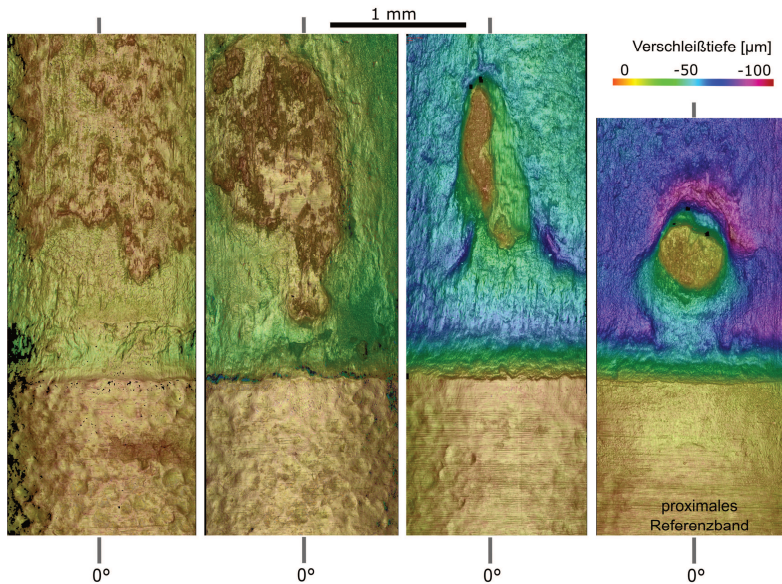 1 mm
Verschleißtiefe [µm]
0 -50 -100
proximales
Referenzband
0° 0° 0° 0°